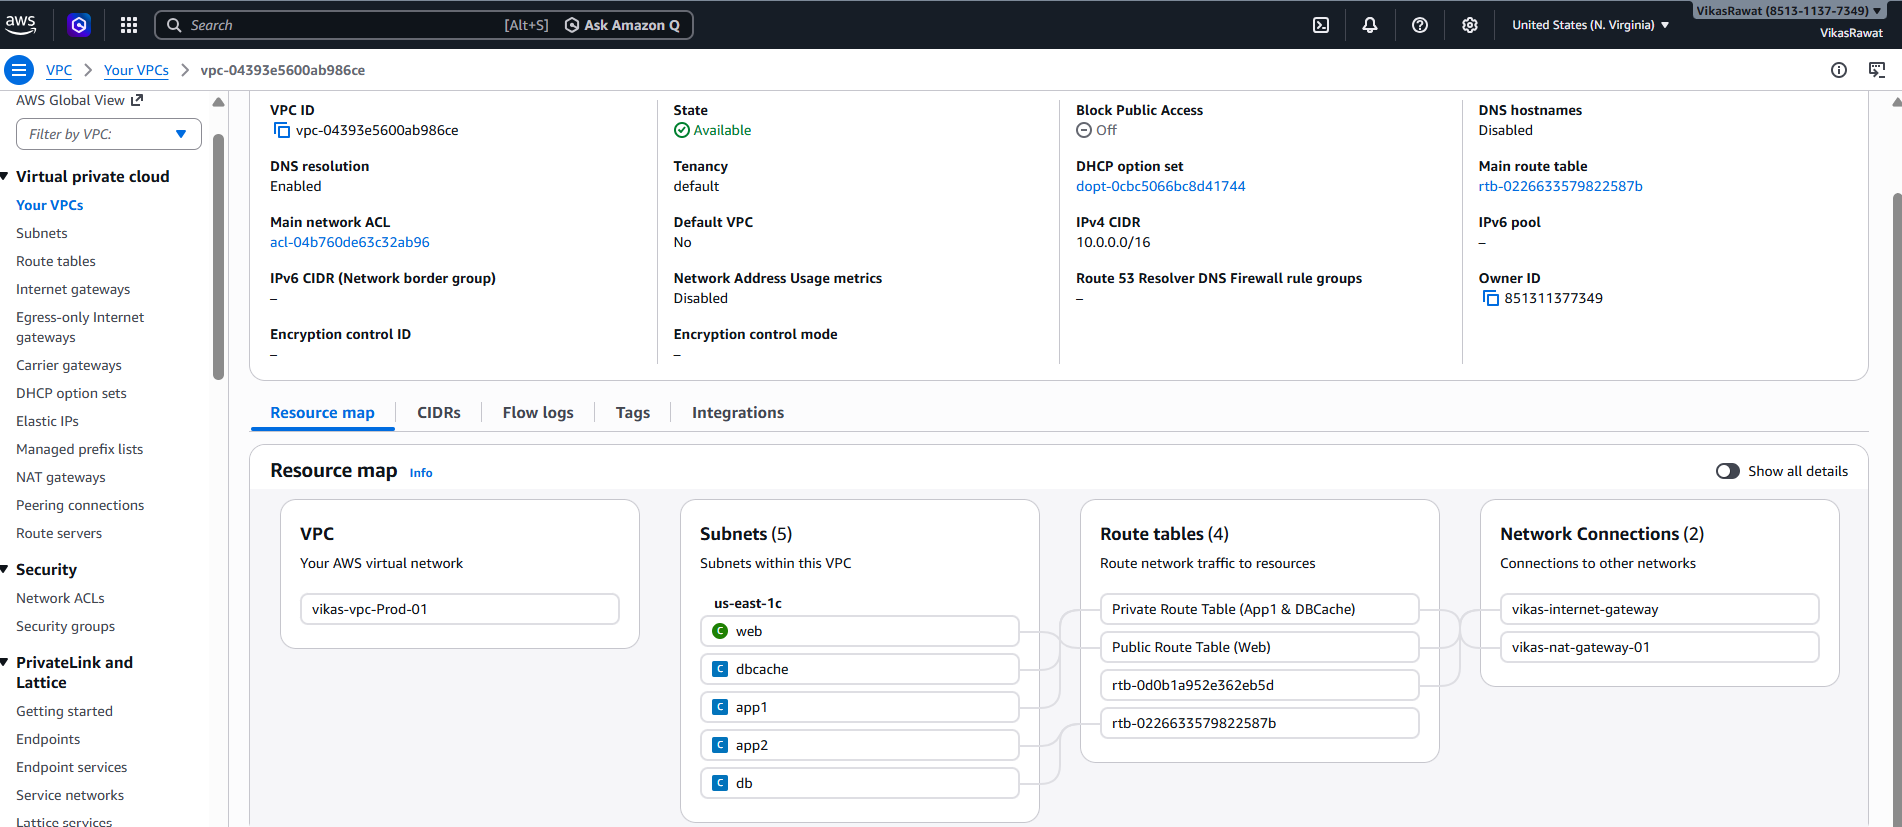 aws
Search
[Alt+S]
Ask Amazon Q
United States (N. Virginia)
VikasRawat (8513-1137-7349)
VikasRawat
VPC
Your VPCs
vpc-04393e5600ab986ce
AWS Global View
Filter by VPC:
Virtual private cloud
Your VPCs
Subnets
Route tables
Internet gateways
Egress-only Internet
gateways
Carrier gateways
DHCP option sets
Elastic IPs
Managed prefix lists
NAT gateways
Peering connections
Route servers
Security
Network ACLs
Security groups
PrivateLink and
Lattice
Getting started
Endpoints
Endpoint services
Service networks
Lattice services
VPC ID
vpc-04393e5600ab986ce
State
Available
Block Public Access
Off
DNS hostnames
Disabled
DNS resolution
Enabled
Tenancy
default
DHCP option set
dopt-0cbc5066bc8d41744
Main route table
rtb-0226633579822587b
Main network ACL
acl-04b760de63c32ab96
Default VPC
No
IPv4 CIDR
10.0.0.0/16
IPv6 pool
–
IPv6 CIDR (Network border group)
–
Network Address Usage metrics
Disabled
Route 53 Resolver DNS Firewall rule groups
–
Owner ID
851311377349
Encryption control ID
–
Encryption control mode
–
Resource map
CIDRs
Flow logs
Tags
Integrations
Resource map
Info
Show all details
VPC
Your AWS virtual network
vikas-vpc-Prod-01
Subnets (5)
Subnets within this VPC
us-east-1c
C web
C dbcache
C app1
C app2
C db
Route tables (4)
Route network traffic to resources
Private Route Table (App1 & DBCache)
Public Route Table (Web)
rtb-0d0b1a952e362eb5d
rtb-0226633579822587b
Network Connections (2)
Connections to other networks
vikas-internet-gateway
vikas-nat-gateway-01